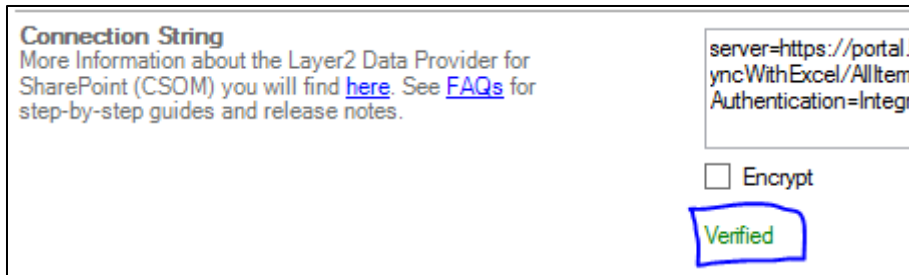 Connection String
More Information about the Layer2 Data Provider for
SharePoint (CSOM) you will find here. See FAQs for
step-by-step guides and release notes.
server=https://portal.
yncWithExcel/AllItem
Authentication=Integr
Encrypt
Verified